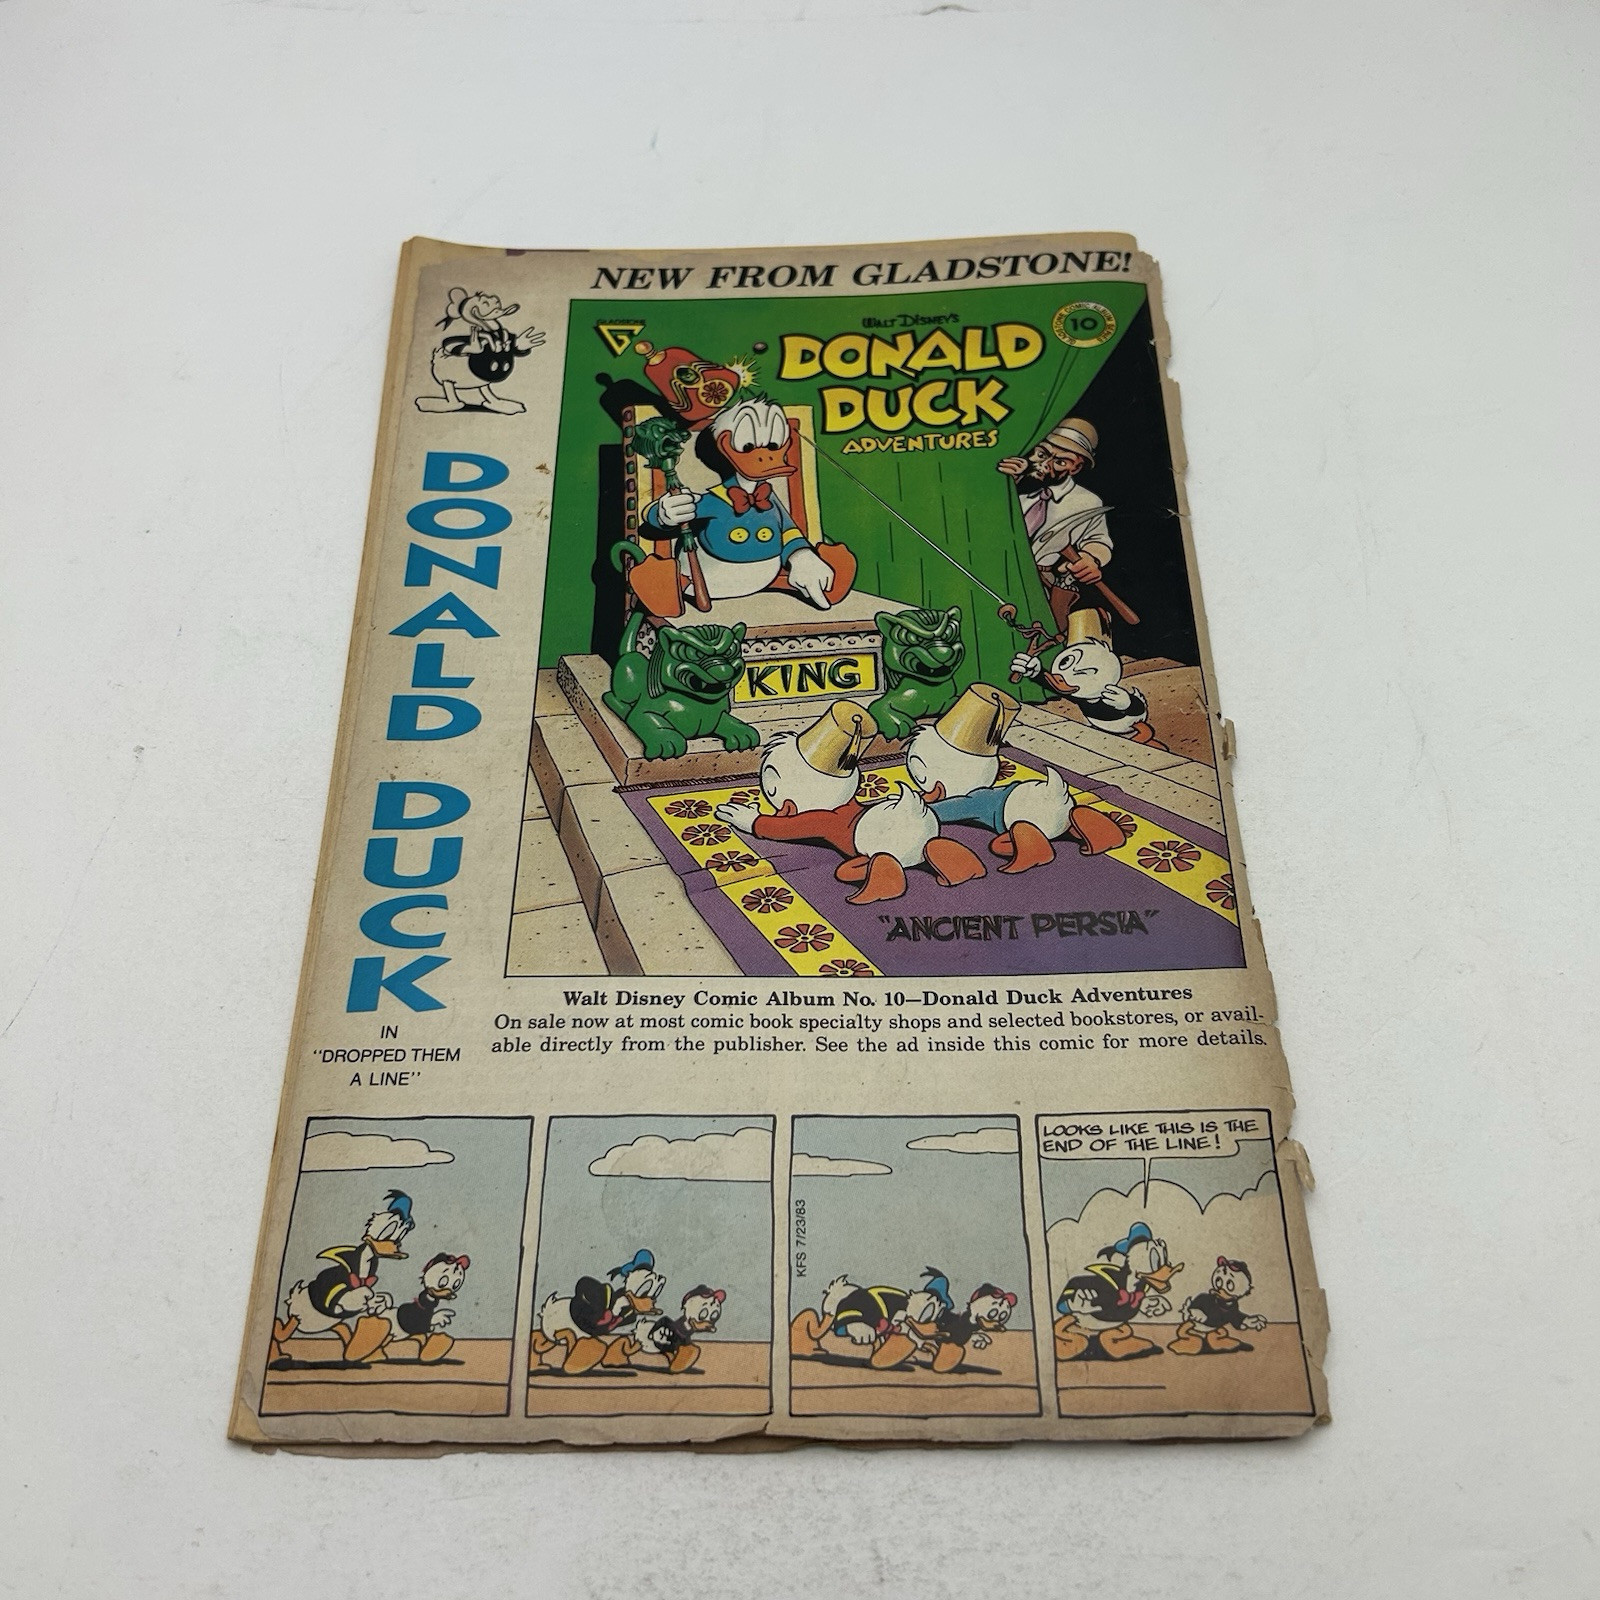 NEW FROM GLADSTONE!
GLADSTONE
WALT DISNEY'S
DONALD
DUCK
ADVENTURES
10
KING
"ANCIENT PERSIA"
Walt Disney Comic Album No. 10—Donald Duck Adventures
On sale now at most comic book specialty shops and selected bookstores, or avail-
able directly from the publisher. See the ad inside this comic for more details.
DONALD DUCK
IN
"DROPPED THEM
A LINE"
KFS 7/23/83
LOOKS LIKE THIS IS THE
END OF THE LINE!